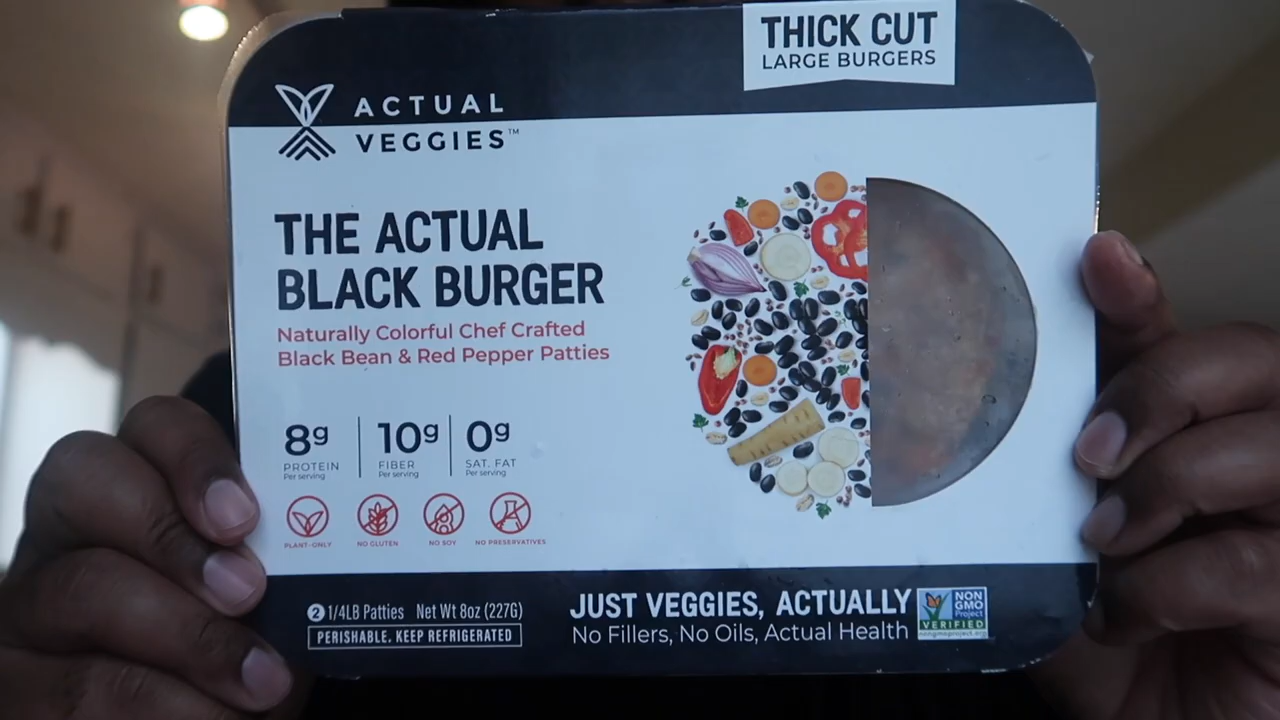 THICK CUT
LARGE BURGERS
ACTUAL
VEGGIES™
THE ACTUAL
BLACK BURGER
Naturally Colorful Chef Crafted
Black Bean & Red Pepper Patties
8g 10g 0g
PROTEIN FIBER SAT. FAT
Per serving Per serving Per serving
PLANT-ONLY NO GLUTEN NO SOY NO PRESERVATIVES
2 1/4LB Patties Net Wt 8oz (227G)
PERISHABLE. KEEP REFRIGERATED
JUST VEGGIES, ACTUALLY
No Fillers, No Oils, Actual Health
NON
GMO
Project
VERIFIED
nongmoproject.org